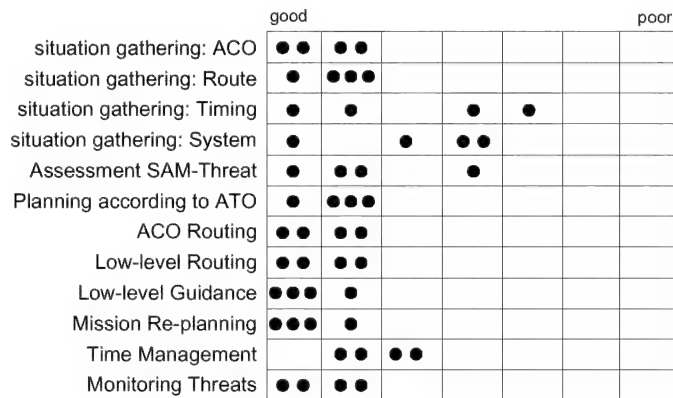 good poor
situation gathering: ACO
situation gathering: Route
situation gathering: Timing
situation gathering: System
Assessment SAM-Threat
Planning according to ATO
ACO Routing
Low-level Routing
Low-level Guidance
Mission Re-planning
Time Management
Monitoring Threats